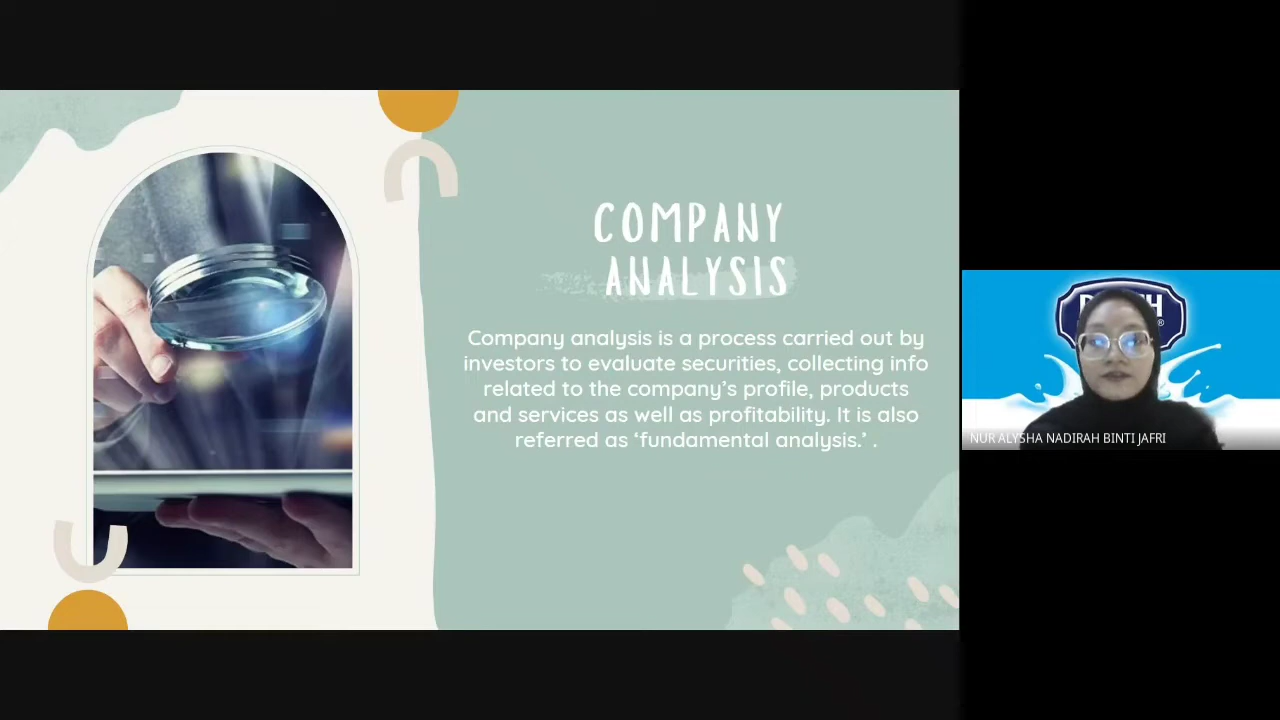 COMPANY
ANALYSIS
Company analysis is a process carried out by
investors to evaluate securities, collecting info
related to the company's profile, products
and services as well as profitability. It is also
referred as ‘fundamental analysis.’ .
®
NUR ALYSHA NADIRAH BINTI JAFRI